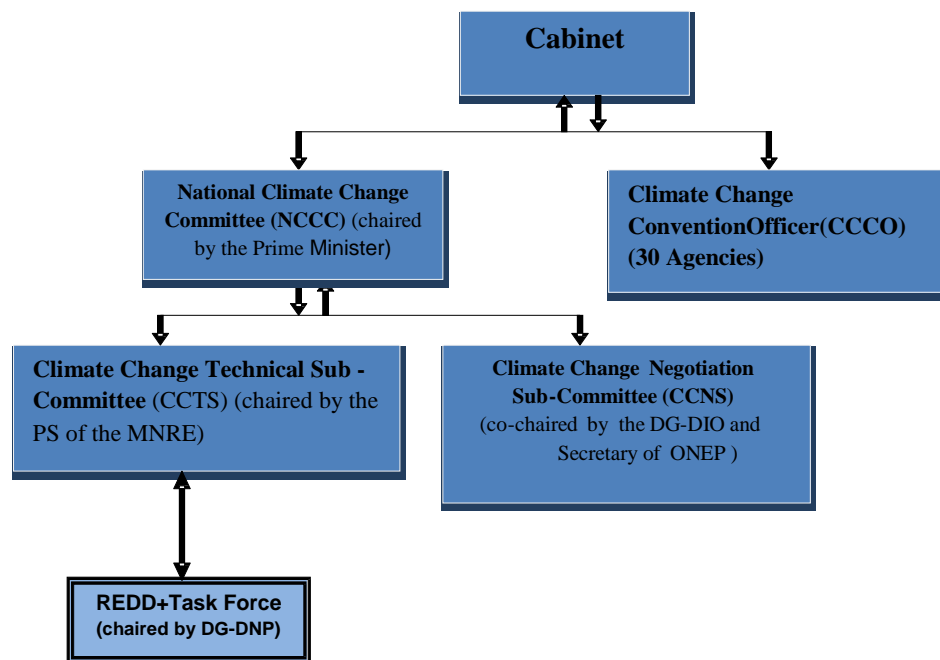 Cabinet
National Climate Change
Committee (NCCC) (chaired
by the Prime Minister)
Climate Change
ConventionOfficer(CCCO)
(30 Agencies)
Climate Change Technical Sub -
Committee (CCTS) (chaired by the
PS of the MNRE)
Climate Change Negotiation
Sub-Committee (CCNS)
(co-chaired by the DG-DIO and
Secretary of ONEP )
REDD+Task Force
(chaired by DG-DNP)